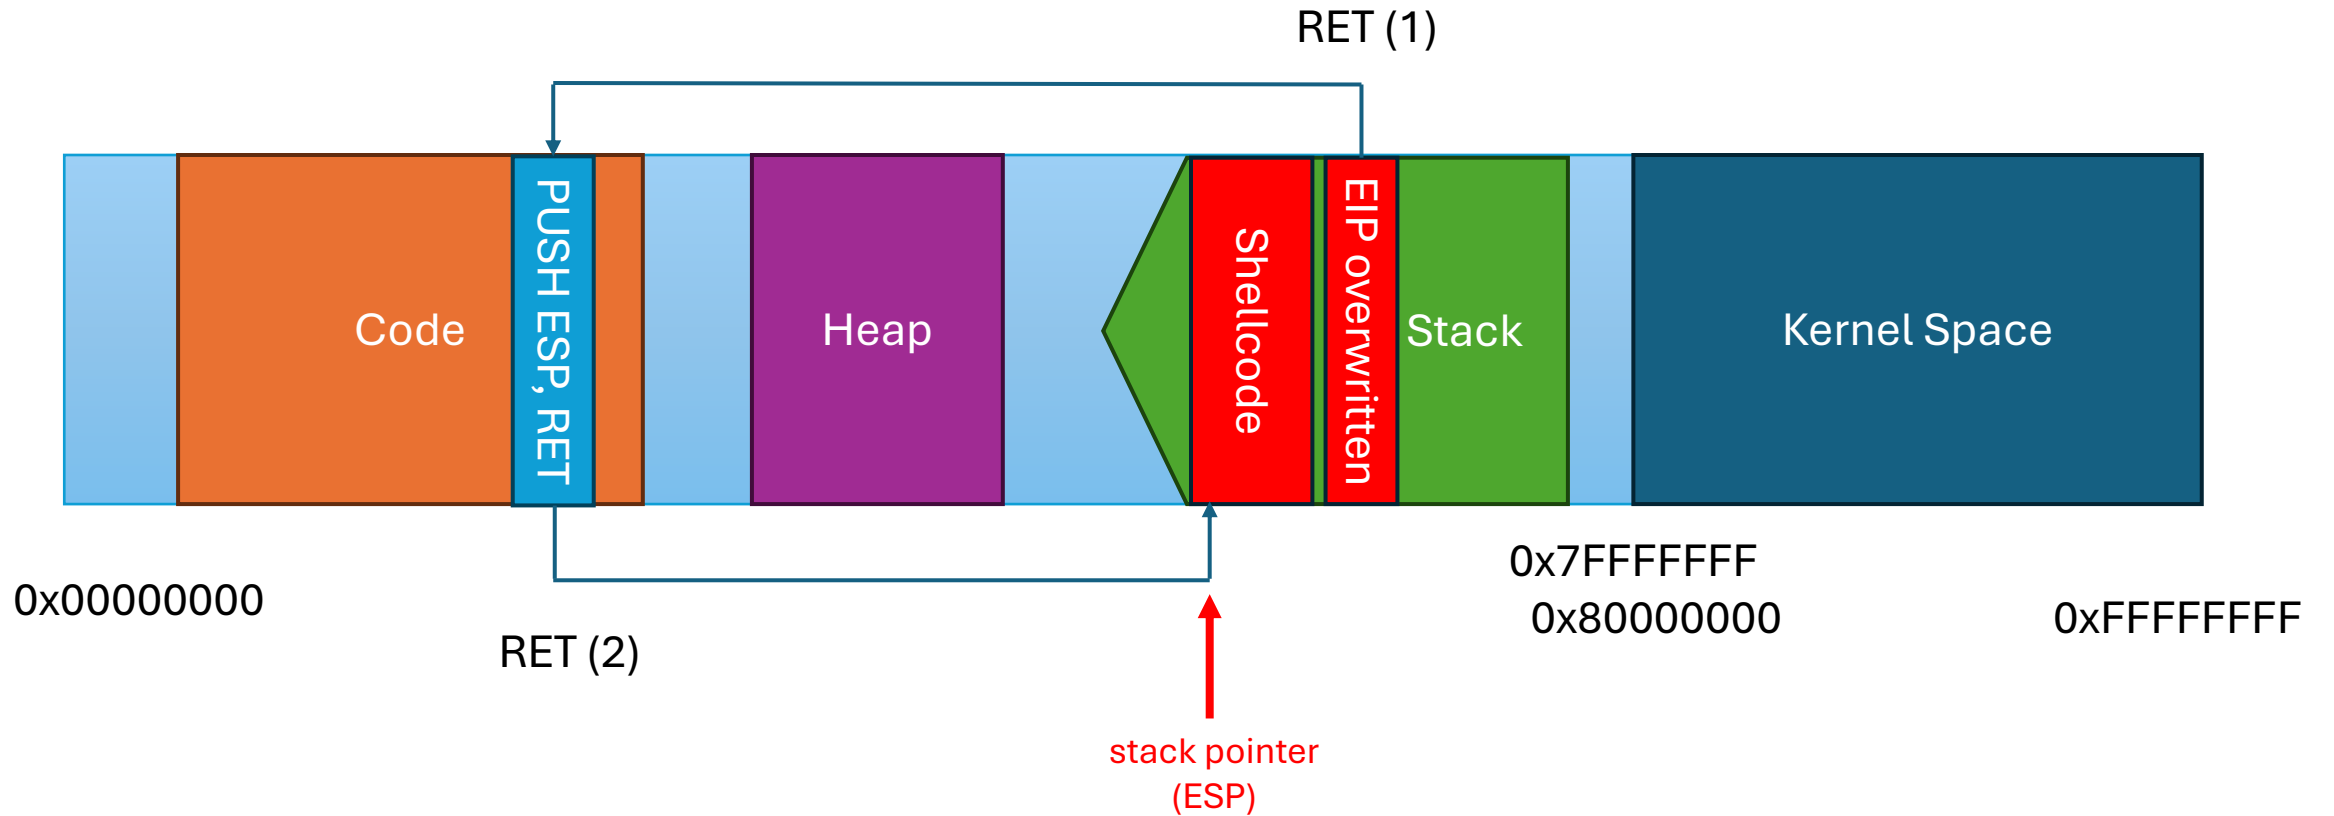 RET (1)
Code
PUSH ESP, RET
Heap
Shellcode
EIP overwritten
Stack
Kernel Space
0x00000000
0x7FFFFFFF
0x80000000
0xFFFFFFFF
RET (2)
stack pointer
(ESP)